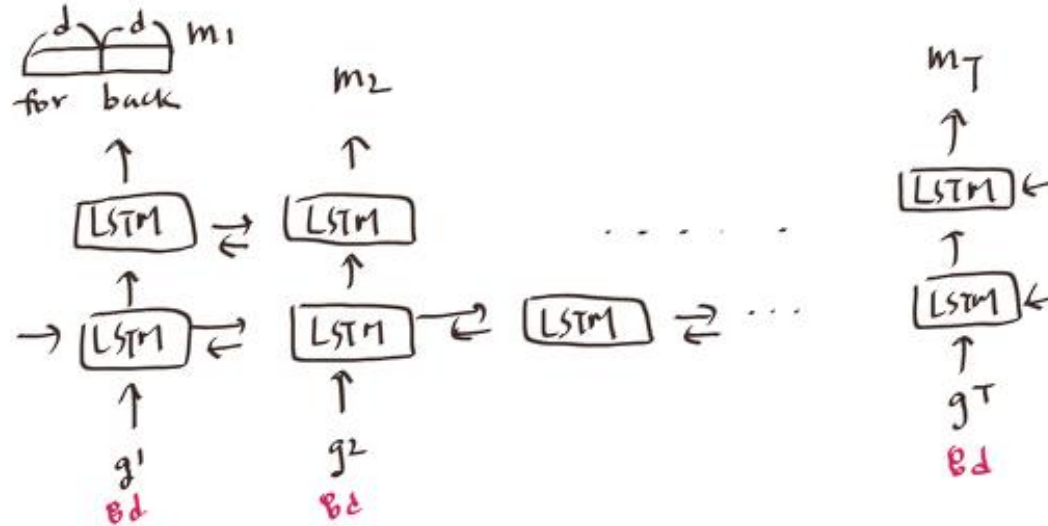 d d m1
for back
m2
mT
LSTM LSTM . . . . . LSTM
LSTM LSTM LSTM . . . LSTM
g1 g2 gT
8d 8d 8d